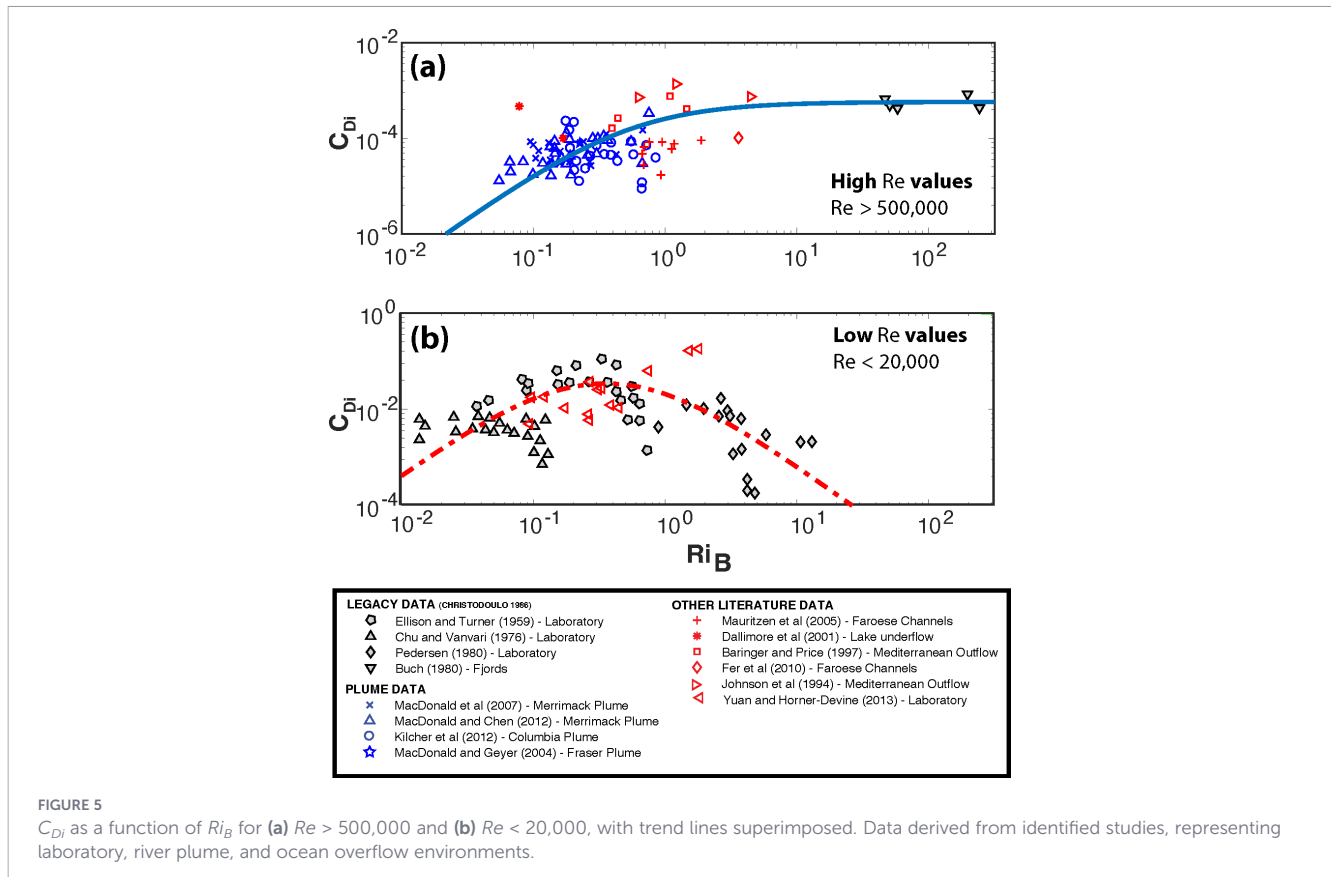 (a)
C_Di
10^-2
10^-4
10^-6
10^-2 10^-1 10^0 10^1 10^2
High Re values
Re > 500,000
(b)
C_Di
10^0
10^-2
10^-4
10^-2 10^-1 10^0 10^1 10^2
Low Re values
Re < 20,000
Ri_B
LEGACY DATA (CHRISTODOULO 1986)
Ellison and Turner (1959) - Laboratory
Chu and Vanvari (1976) - Laboratory
Pedersen (1980) - Laboratory
Buch (1980) - Fjords
PLUME DATA
MacDonald et al (2007) - Merrimack Plume
MacDonald and Chen (2012) - Merrimack Plume
Kilcher et al (2012) - Columbia Plume
MacDonald and Geyer (2004) - Fraser Plume
OTHER LITERATURE DATA
Mauritzen et al (2005) - Faroese Channels
Dallimore et al (2001) - Lake underflow
Baringer and Price (1997) - Mediterranean Outflow
Fer et al (2010) - Faroese Channels
Johnson et al (1994) - Mediterranean Outflow
Yuan and Horner-Devine (2013) - Laboratory
FIGURE 5
C_Di as a function of Ri_B for (a) Re > 500,000 and (b) Re < 20,000, with trend lines superimposed. Data derived from identified studies, representing
laboratory, river plume, and ocean overflow environments.